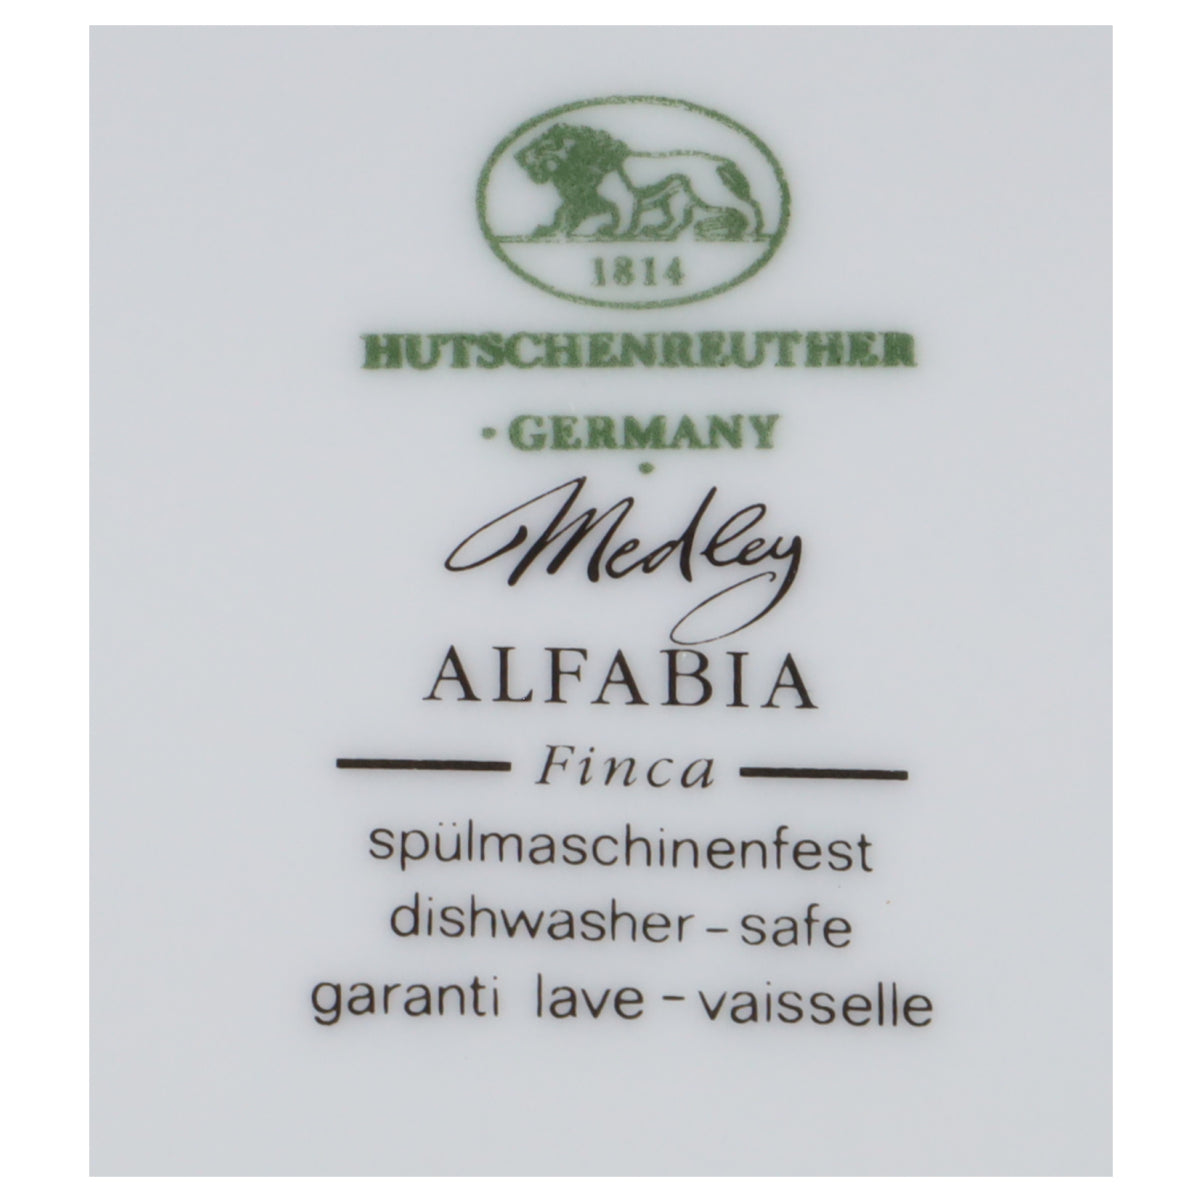 1814
HUTSCHENREUTHER
· GERMANY
Medley
ALFABIA
Finca
spülmaschinenfest
dishwasher-safe
garanti lave-vaisselle